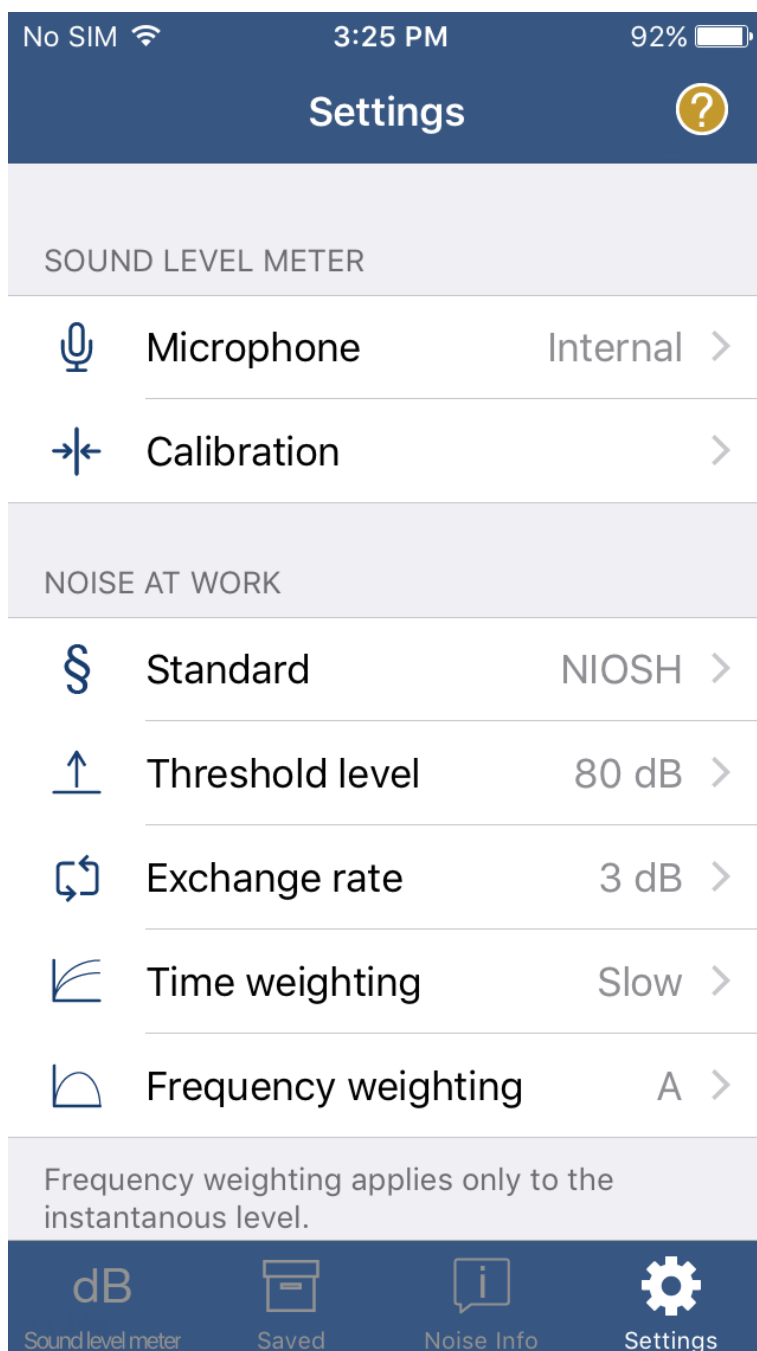 No SIM 3:25 PM 92%
Settings ?
SOUND LEVEL METER
Microphone Internal
Calibration
NOISE AT WORK
§ Standard NIOSH
Threshold level 80 dB
Exchange rate 3 dB
Time weighting Slow
Frequency weighting A
Frequency weighting applies only to the
instantanous level.
dB i
Sound level meter Saved Noise Info Settings